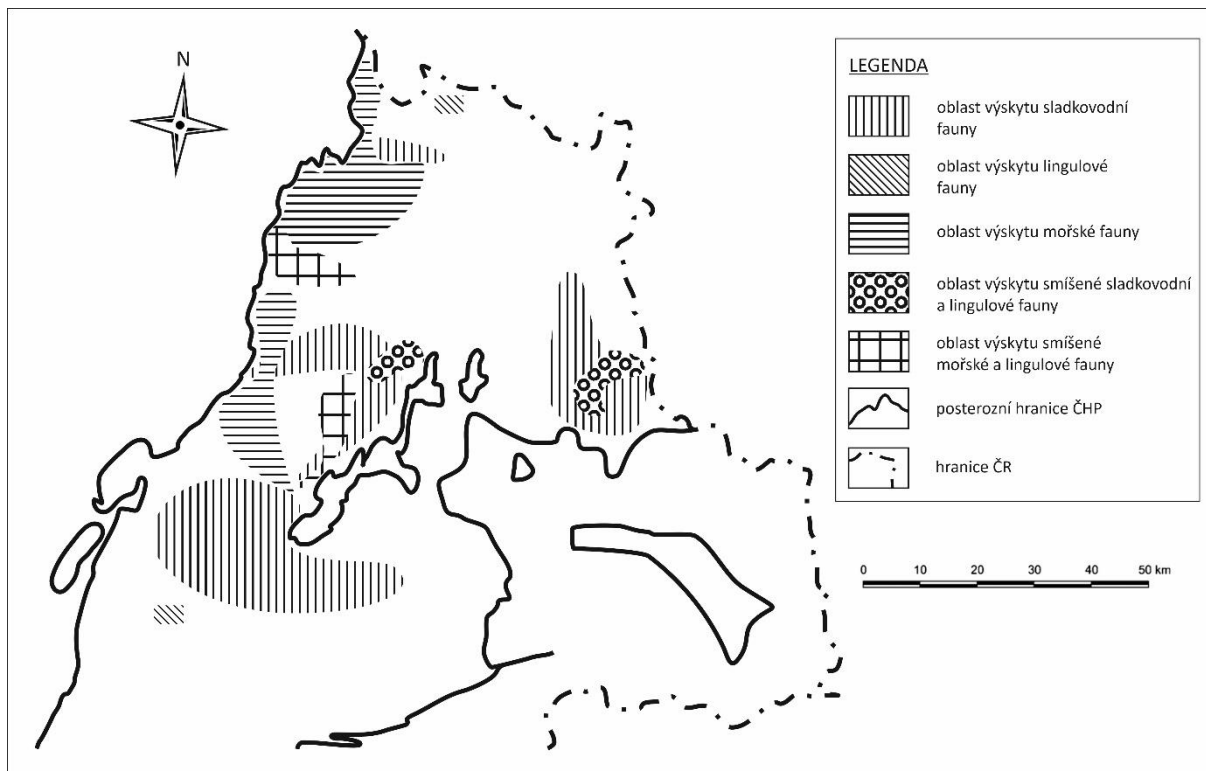 N
LEGENDA
oblast výskytu sladkovodní
fauny
oblast výskytu lingulové
fauny
oblast výskytu mořské fauny
oblast výskytu smíšené sladkovodní
a lingulové fauny
oblast výskytu smíšené
mořské a lingulové fauny
posterozní hranice ČHP
hranice ČR
0 10 20 30 40 50 km